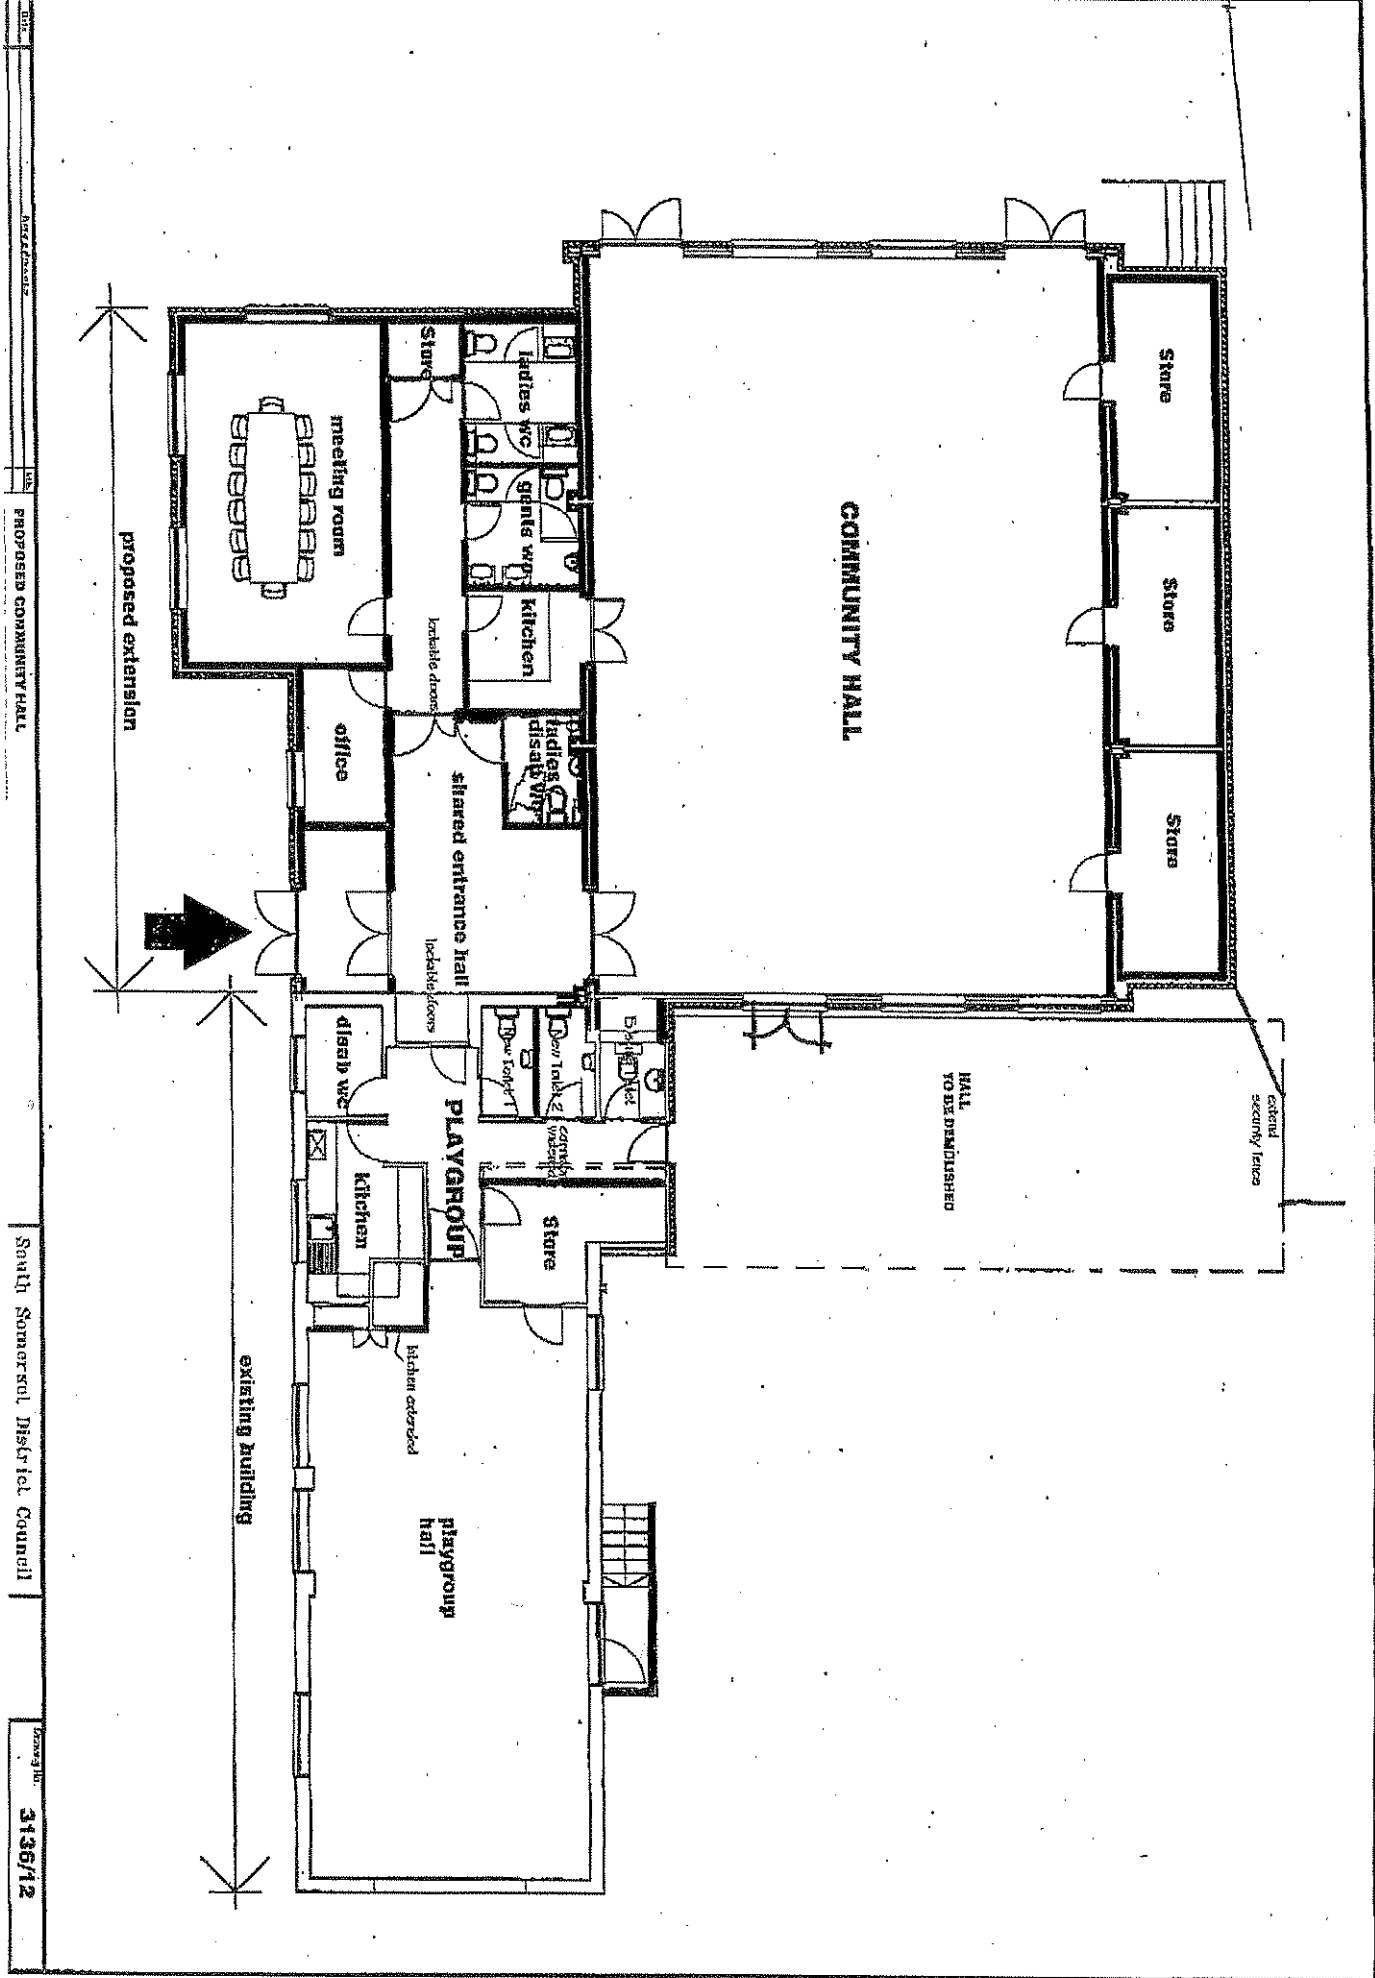 Store
Store
Store
COMMUNITY HALL
extend
security fence
HALL
TO BE DEMOLISHED
ladies wc
gents wc
kitchen
ladies
disab wc
Store
lockable doors
shared entrance hall
lockable doors
meeting room
office
New Toilet 1
New Toilet 2
disab wc
PLAYGROUP
Store
kitchen
kitchen extended
playgroup
hall
proposed extension
existing building
Date
PROPOSED COMMUNITY HALL
South Somerset District Council
Drawing No.
3136/12